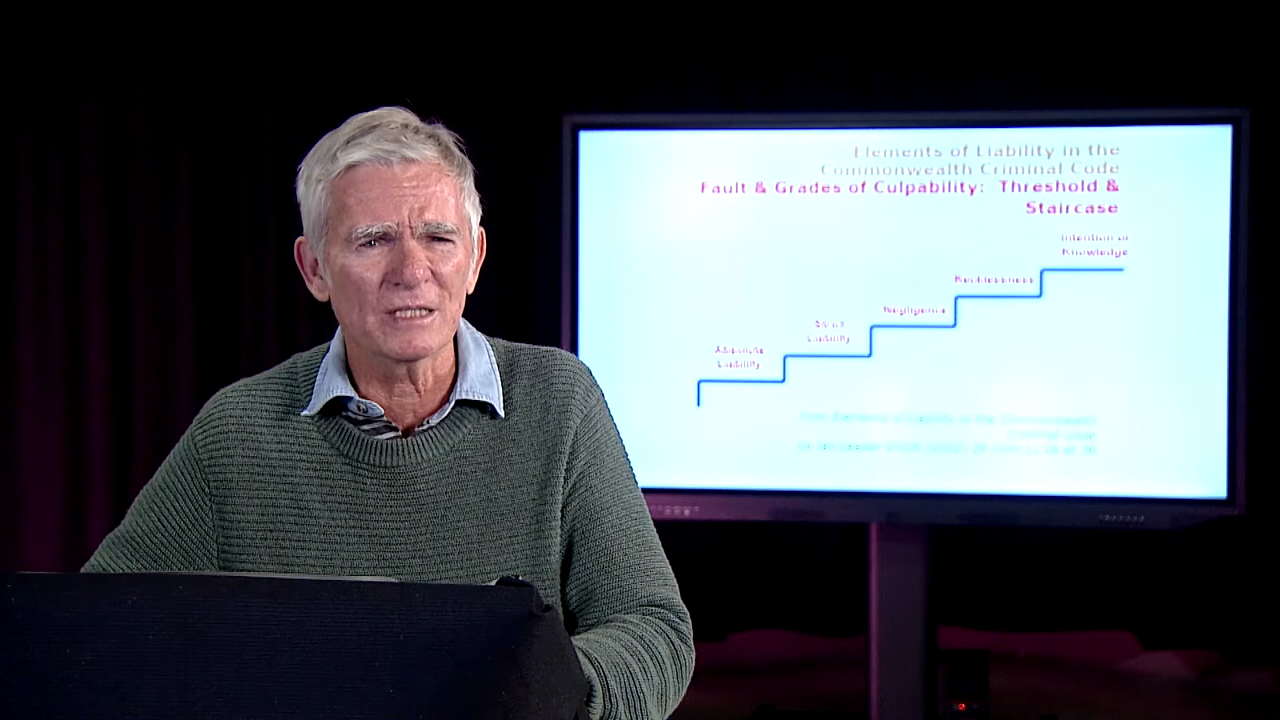 Elements of Liability in the
Commonwealth Criminal Code
Fault & Grades of Culpability: Threshold &
Staircase
Intention or
Knowledge
Recklessness
Negligence
Strict
Liability
Absolute
Liability